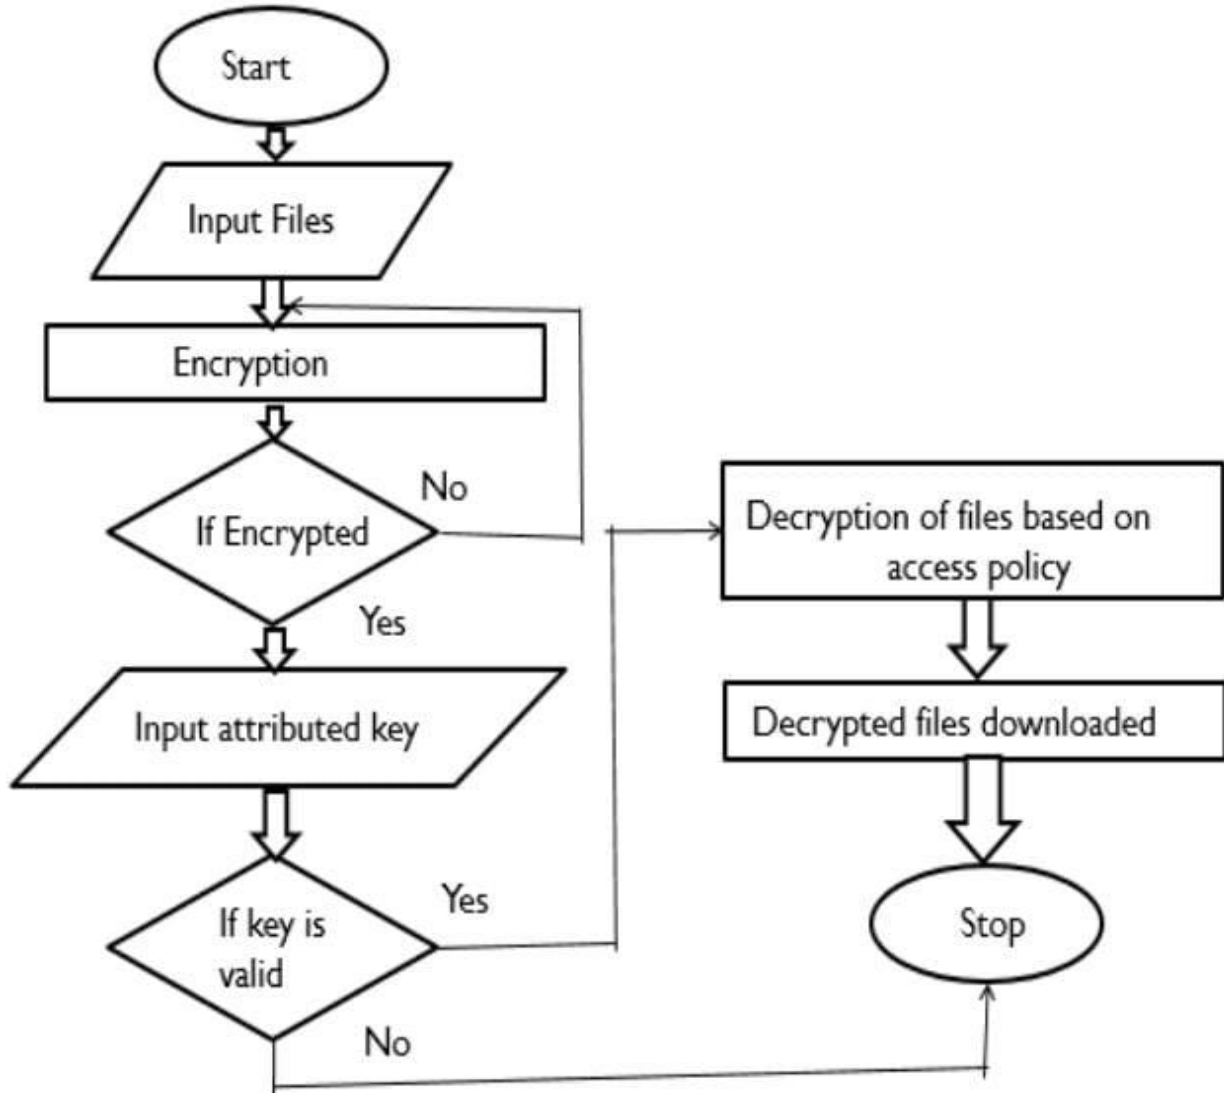 Start
Input Files
Encryption
If Encrypted
No
Yes
Input attributed key
If key is
valid
Yes
No
Decryption of files based on
access policy
Decrypted files downloaded
Stop